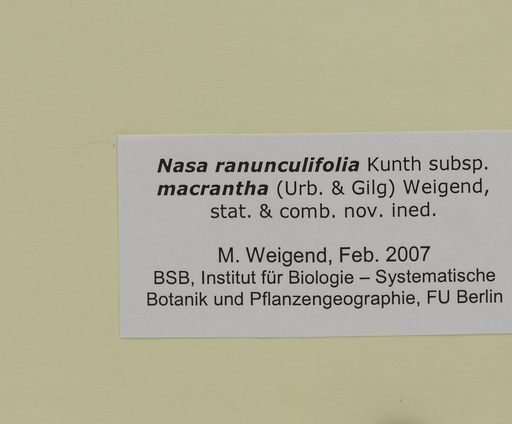 Nasa ranunculifolia Kunth subsp.
macrantha (Urb. & Gilg) Weigend,
stat. & comb. nov. ined.
M. Weigend, Feb. 2007
BSB, Institut für Biologie – Systematische
Botanik und Pflanzengeographie, FU Berlin